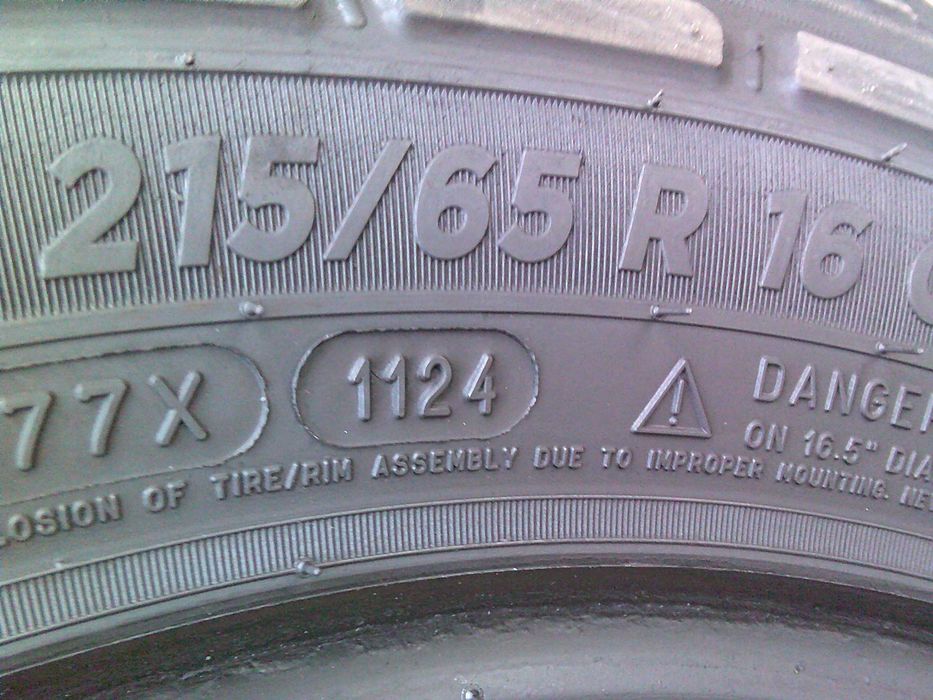 215/65 R 16
77X 1124
DANGER
ON 16.5" DIA
LOSION OF TIRE/RIM ASSEMBLY DUE TO IMPROPER MOUNTING. NEV